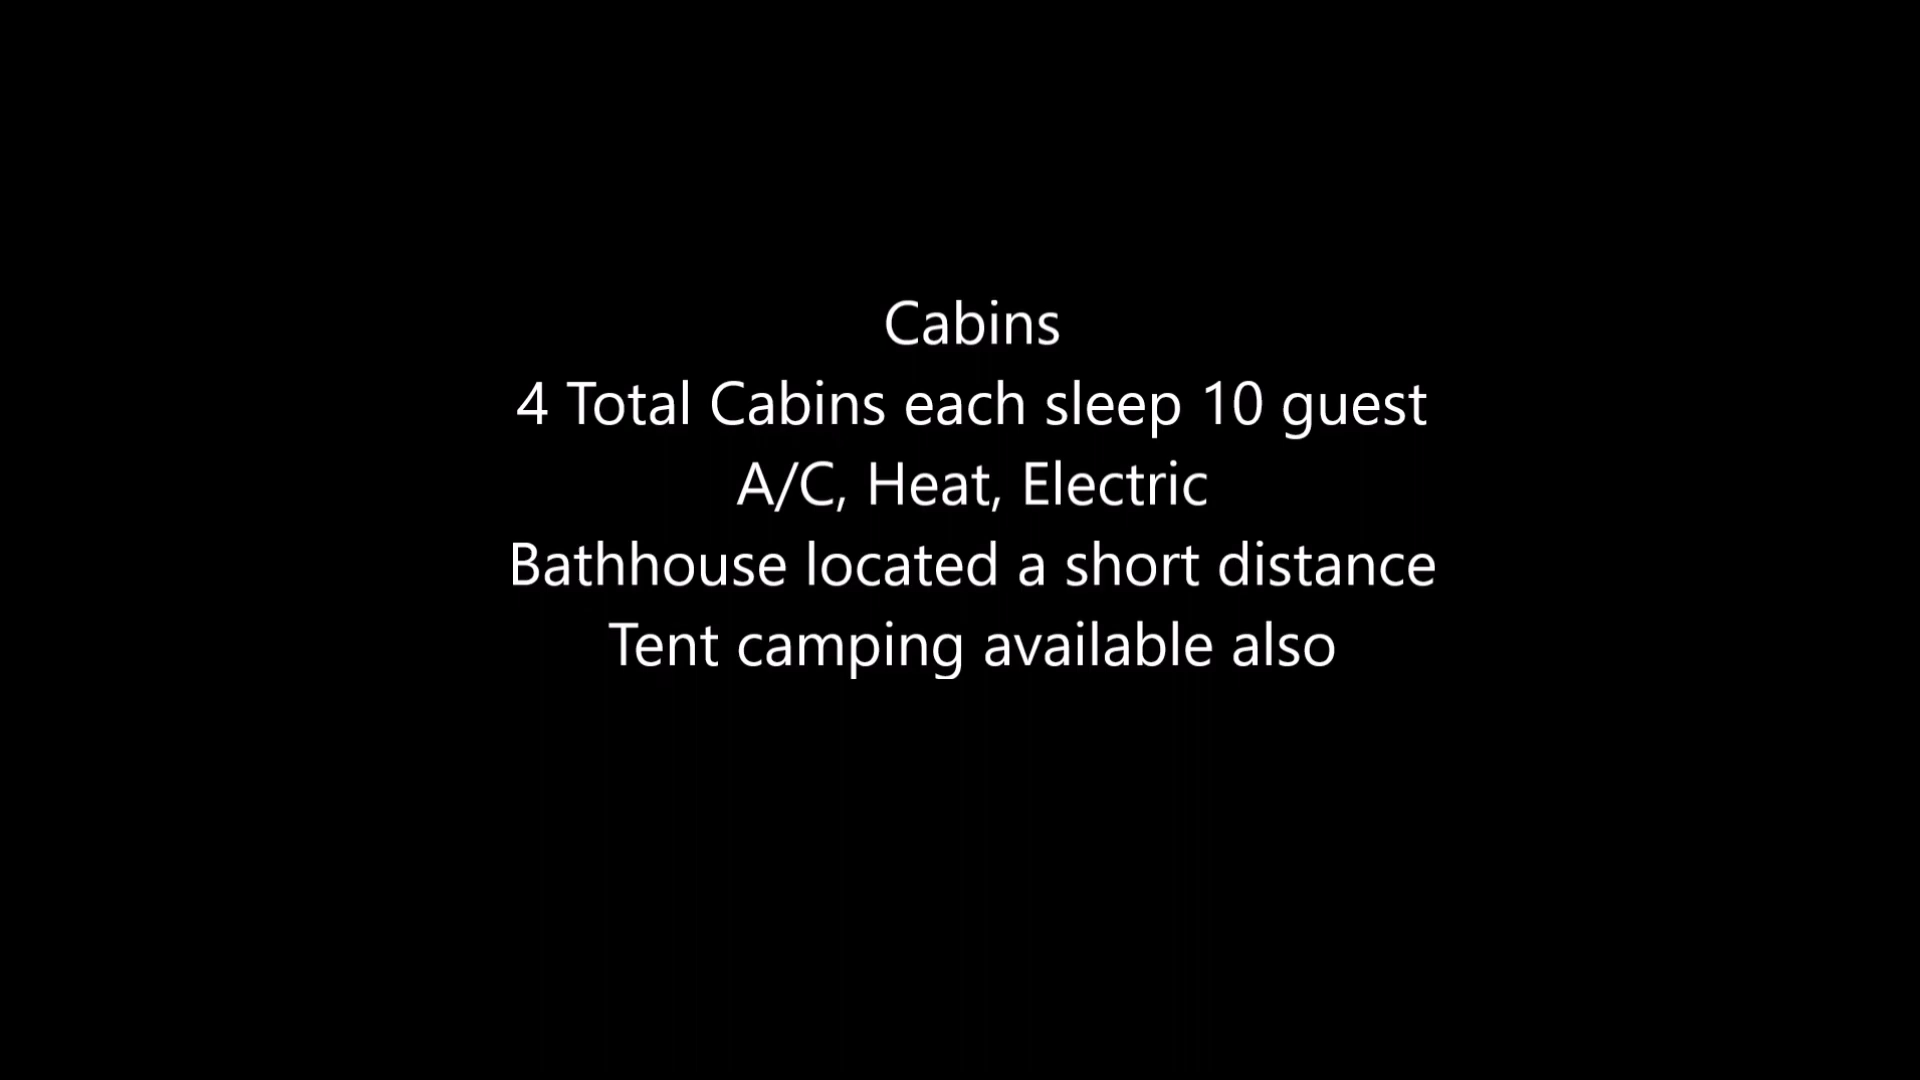 Cabins
4 Total Cabins each sleep 10 guest
A/C, Heat, Electric
Bathhouse located a short distance
Tent camping available also